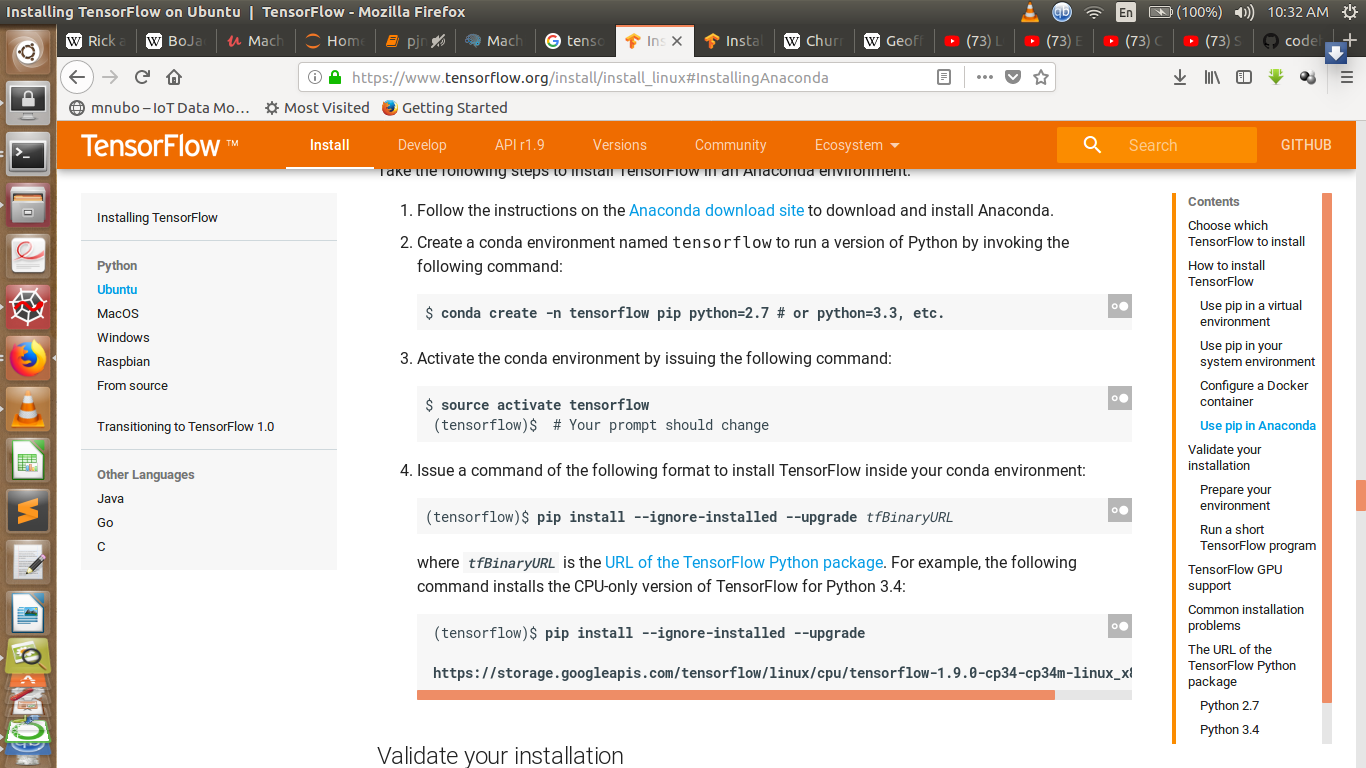 Installing TensorFlow on Ubuntu | TensorFlow - Mozilla Firefox
En
(100%)
10:32 AM
Rick a
BoJa
Mach
Home
pjre
Mach
tenso
Ins
Instal
Churn
Geoff
(73) L
(73) E
(73) C
(73) S
codel
https://www.tensorflow.org/install/install_linux#InstallingAnaconda
mnubo – IoT Data Mo…
Most Visited
Getting Started
TensorFlow ™
Install
Develop
API r1.9
Versions
Community
Ecosystem
Search
GITHUB
Installing TensorFlow
Python
Ubuntu
MacOS
Windows
Raspbian
From source
Transitioning to TensorFlow 1.0
Other Languages
Java
Go
C
Take the following steps to install TensorFlow in an Anaconda environment:
1. Follow the instructions on the Anaconda download site to download and install Anaconda.
2. Create a conda environment named tensorflow to run a version of Python by invoking the
following command:
$ conda create -n tensorflow pip python=2.7 # or python=3.3, etc.
3. Activate the conda environment by issuing the following command:
$ source activate tensorflow
(tensorflow)$  # Your prompt should change
4. Issue a command of the following format to install TensorFlow inside your conda environment:
(tensorflow)$ pip install --ignore-installed --upgrade tfBinaryURL
where tfBinaryURL is the URL of the TensorFlow Python package. For example, the following
command installs the CPU-only version of TensorFlow for Python 3.4:
(tensorflow)$ pip install --ignore-installed --upgrade
https://storage.googleapis.com/tensorflow/linux/cpu/tensorflow-1.9.0-cp34-cp34m-linux_x8
Validate your installation
Contents
Choose which
TensorFlow to install
How to install
TensorFlow
Use pip in a virtual
environment
Use pip in your
system environment
Configure a Docker
container
Use pip in Anaconda
Validate your
installation
Prepare your
environment
Run a short
TensorFlow program
TensorFlow GPU
support
Common installation
problems
The URL of the
TensorFlow Python
package
Python 2.7
Python 3.4